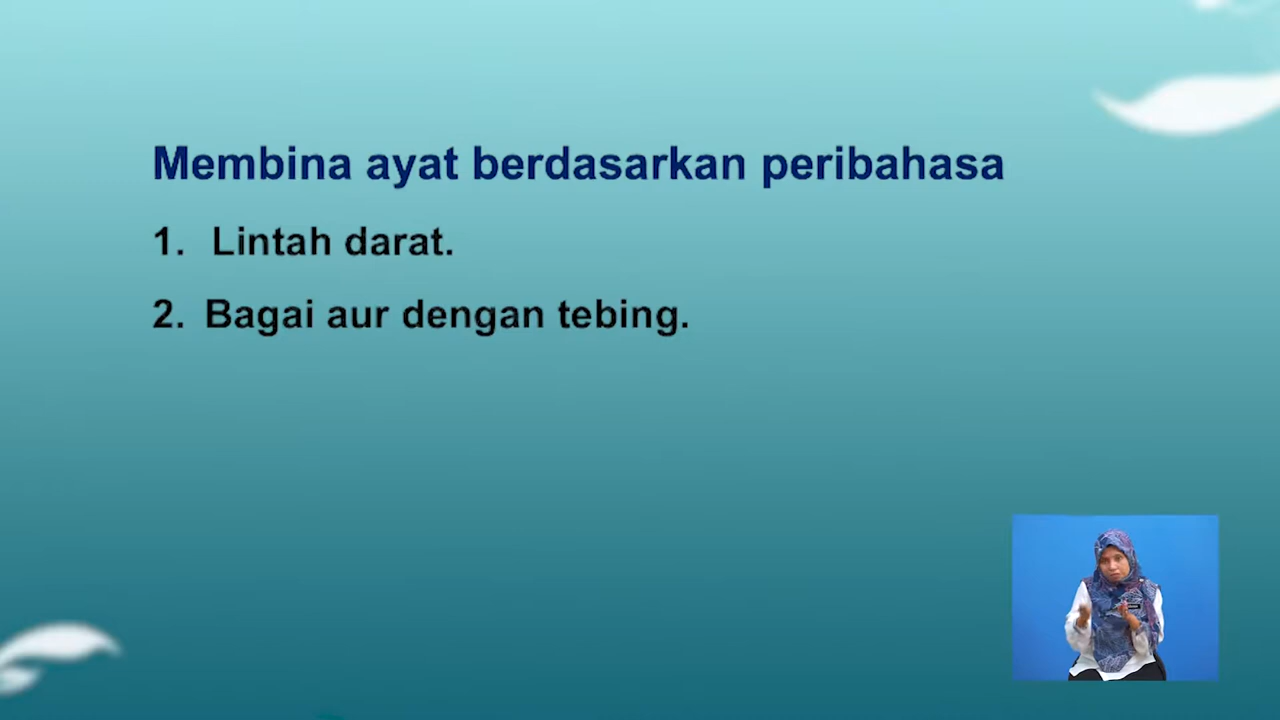 Membina ayat berdasarkan peribahasa
1. Lintah darat.
2. Bagai aur dengan tebing.